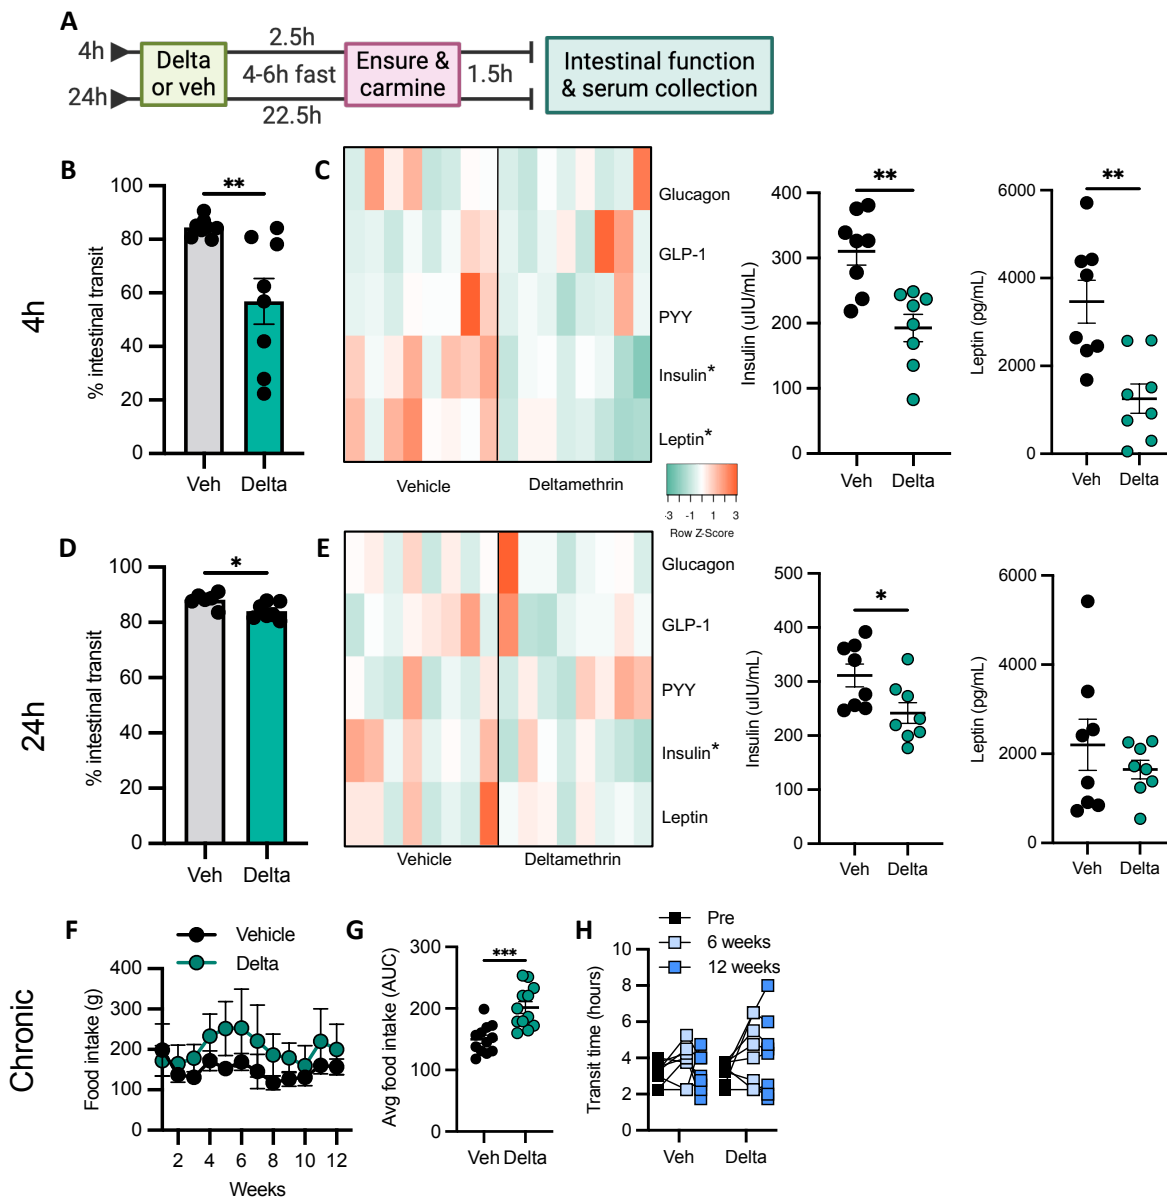 A
4h
24h
Delta
or veh
2.5h
4-6h fast
22.5h
Ensure &
carmine
1.5h
Intestinal function
& serum collection
4h
B
% intestinal transit
100
80
60
40
20
0
**
Veh
Delta
C
Glucagon
GLP-1
PYY
Insulin*
Leptin*
Vehicle
Deltamethrin
-3 -1 1 3
Row Z-Score
Insulin (uIU/mL)
400
300
200
100
0
**
Veh
Delta
Leptin (pg/mL)
6000
4000
2000
0
**
Veh
Delta
24h
D
% intestinal transit
100
80
60
40
20
0
*
Veh
Delta
E
Glucagon
GLP-1
PYY
Insulin*
Leptin
Vehicle
Deltamethrin
Insulin (uIU/mL)
500
400
300
200
100
0
*
Veh
Delta
Leptin (pg/mL)
6000
4000
2000
0
Veh
Delta
Chronic
F
Vehicle
Delta
Food intake (g)
400
300
200
100
0
2 4 6 8 10 12
Weeks
G
Avg food intake (AUC)
300
200
100
0
***
Veh Delta
H
Pre
6 weeks
12 weeks
Transit time (hours)
10
8
6
4
2
0
Veh
Delta